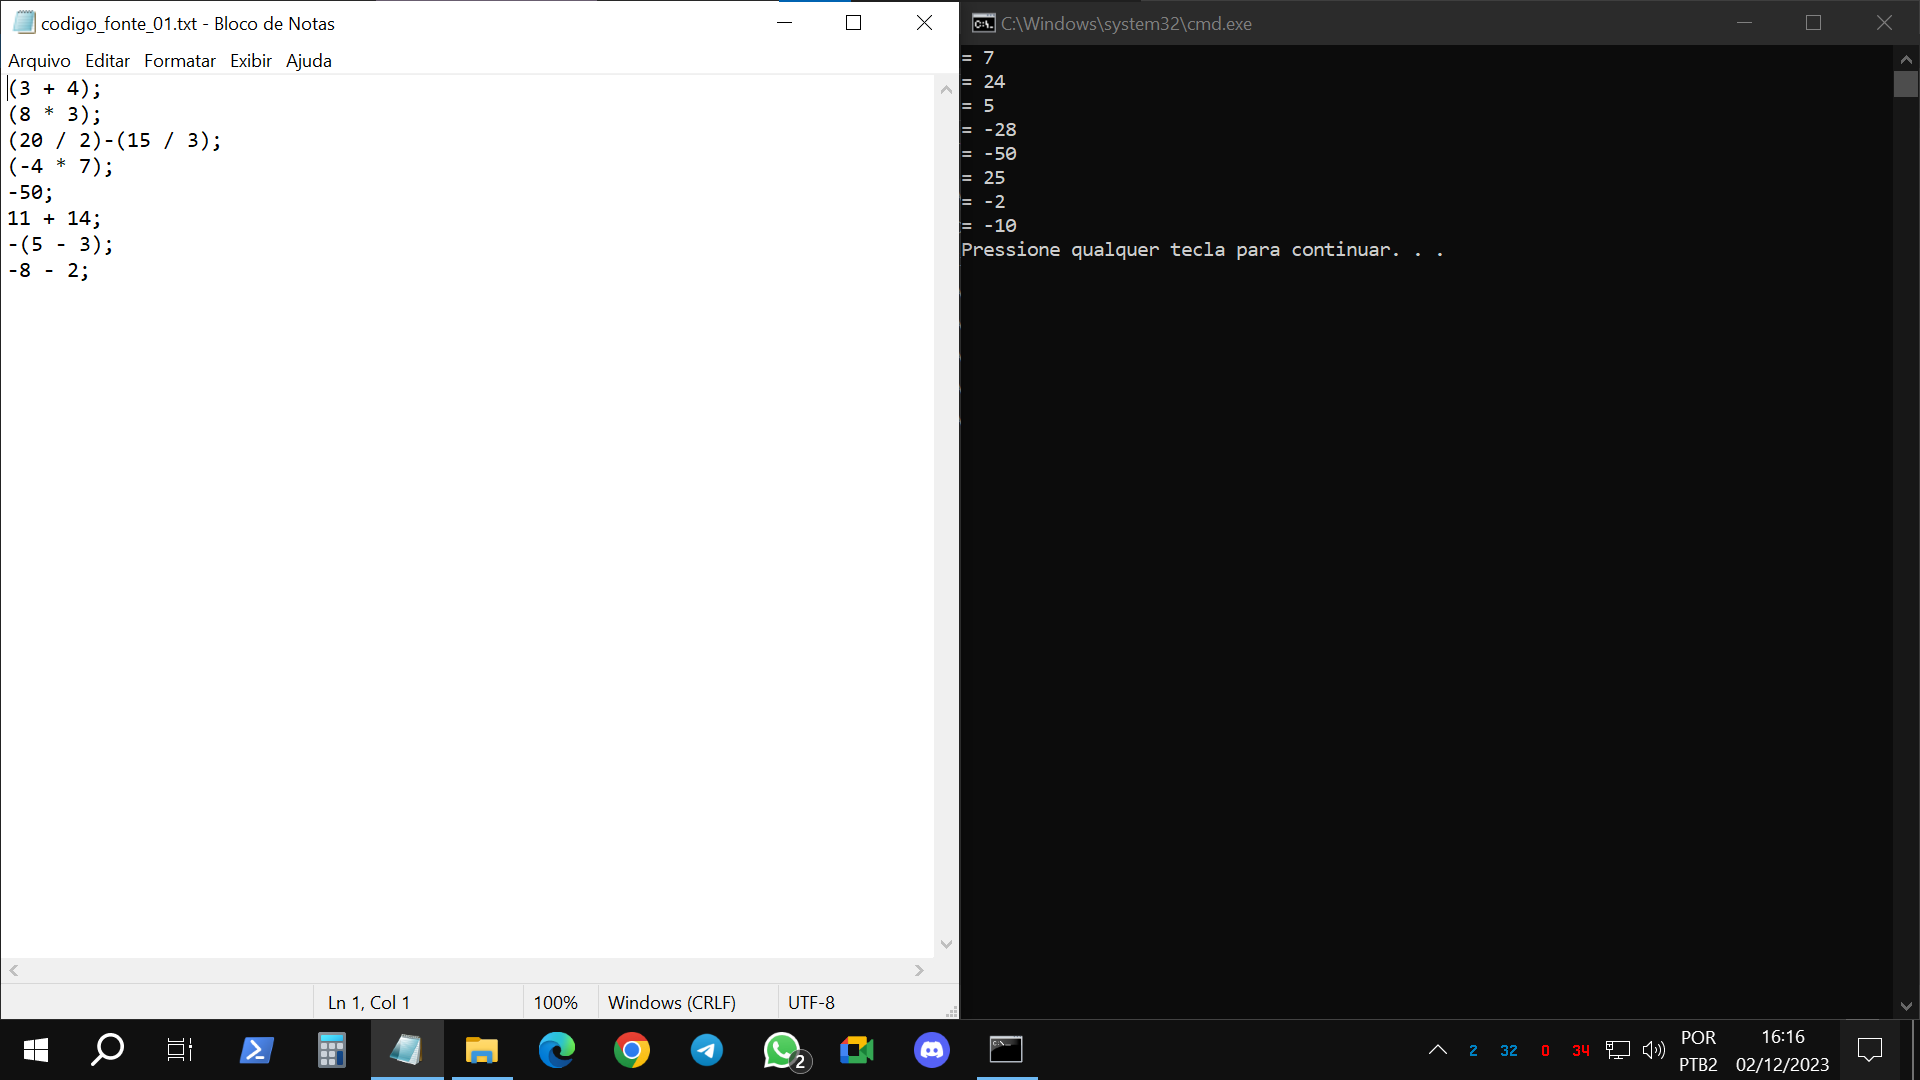 codigo_fonte_01.txt - Bloco de Notas
Arquivo Editar Formatar Exibir Ajuda
(3 + 4);
(8 * 3);
(20 / 2)-(15 / 3);
(-4 * 7);
-50;
11 + 14;
-(5 - 3);
-8 - 2;
Ln 1, Col 1
100%
Windows (CRLF)
UTF-8
C:\Windows\system32\cmd.exe
= 7
= 24
= 5
= -28
= -50
= 25
= -2
= -10
Pressione qualquer tecla para continuar. . .
2
2 32 0 34
POR
PTB2
16:16
02/12/2023